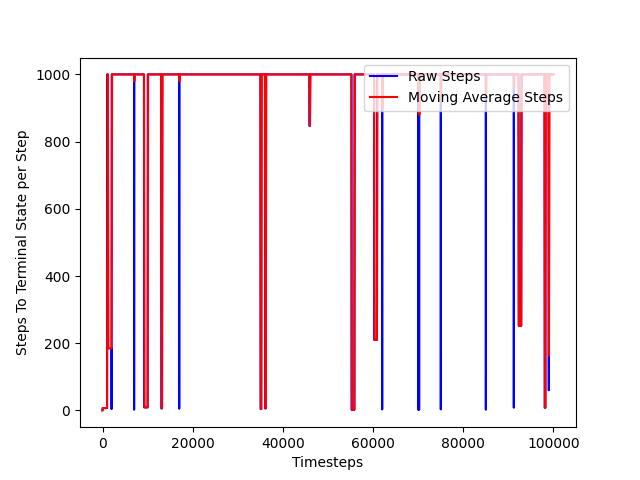 Raw Steps
Moving Average Steps
1000
800
600
400
200
0
Steps To Terminal State per Step
0 20000 40000 60000 80000 100000
Timesteps